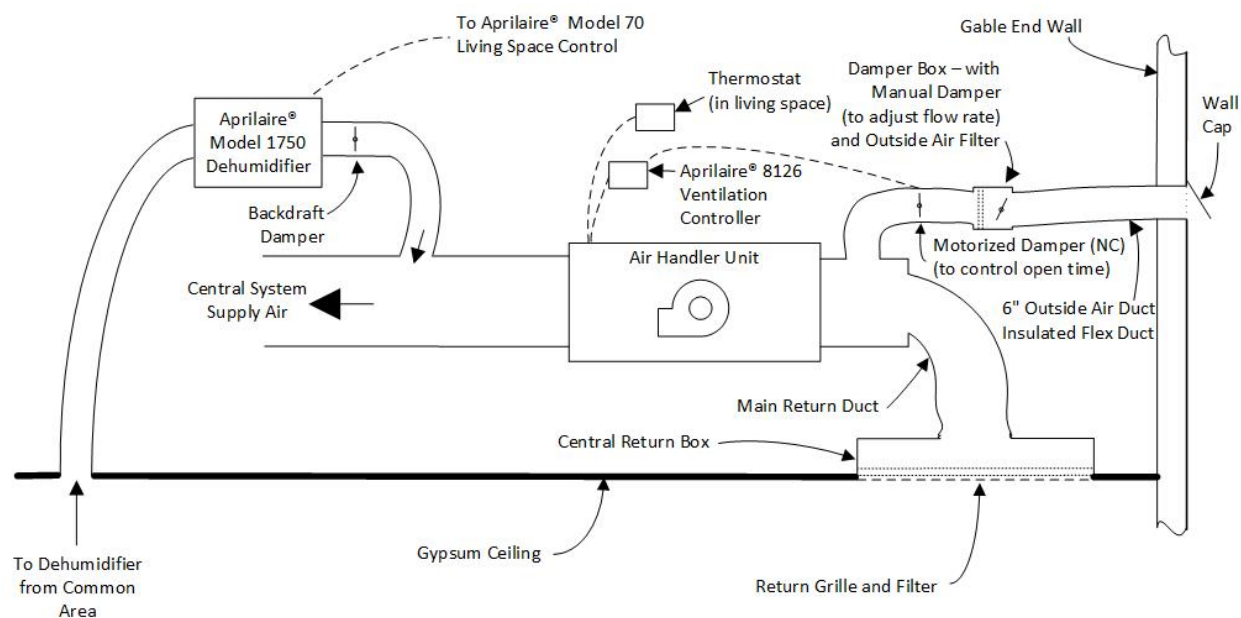 To Aprilaire® Model 70
Living Space Control
Gable End Wall
Thermostat
(in living space)
Damper Box – with
Manual Damper
(to adjust flow rate)
and Outside Air Filter
Wall
Cap
Aprilaire®
Model 1750
Dehumidifier
Aprilaire® 8126
Ventilation
Controller
Backdraft
Damper
Motorized Damper (NC)
(to control open time)
Air Handler Unit
Central System
Supply Air
6" Outside Air Duct
Insulated Flex Duct
Main Return Duct
Central Return Box
Gypsum Ceiling
To Dehumidifier
from Common
Area
Return Grille and Filter